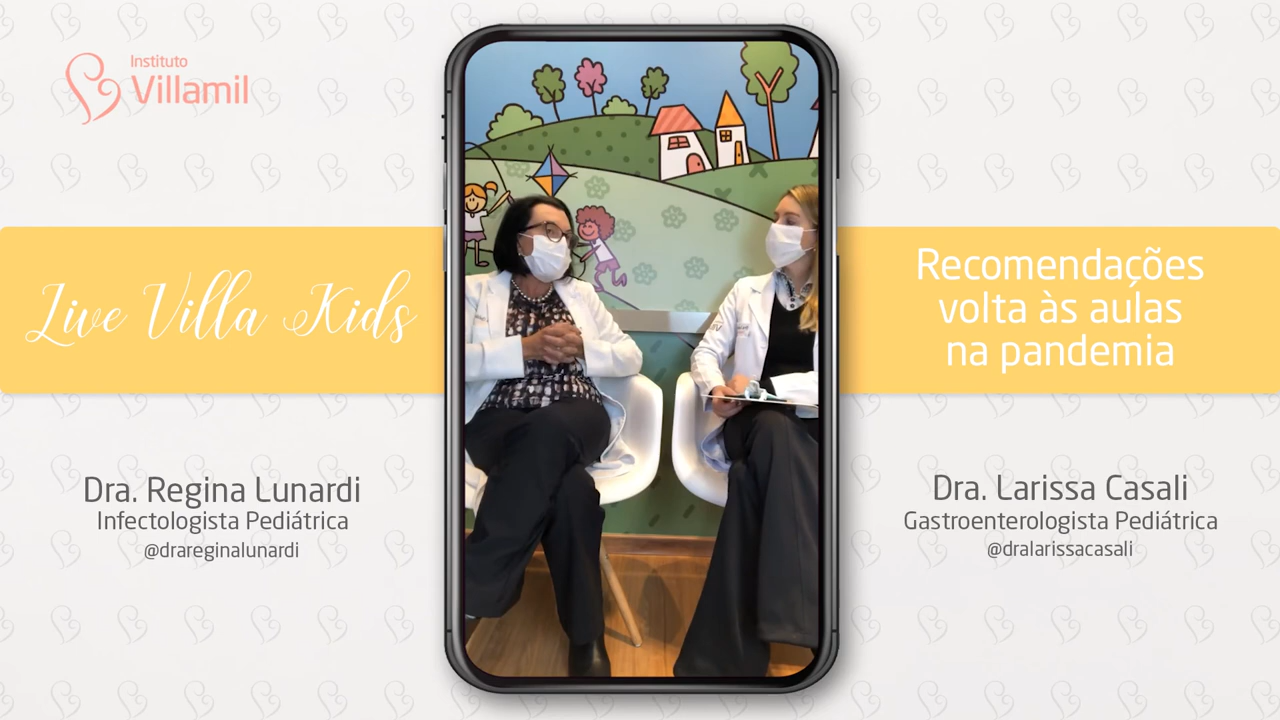 Instituto
Villamil
Live Villa Kids
Recomendações
volta às aulas
na pandemia
Dra. Regina Lunardi
Infectologista Pediátrica
@drareginalunardi
Dra. Larissa Casali
Gastroenterologista Pediátrica
@dralarissacasali